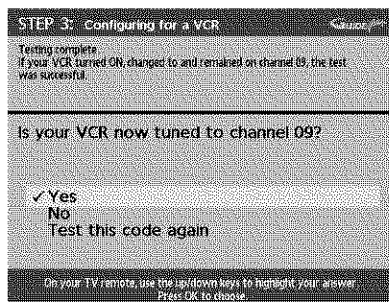 STEP 3: Configuring for a VCR
Testing complete
If your VCR turned ON, changed to and remained on channel 09, the test
was successful.
Is your VCR now tuned to channel 09?
✓ Yes
No
Test this code again
On your TV remote, use the up/down keys to highlight your answer
Press OK to choose